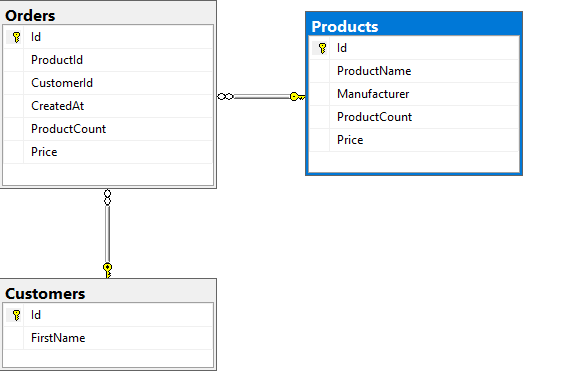 Orders
Id
ProductId
CustomerId
CreatedAt
ProductCount
Price
Products
Id
ProductName
Manufacturer
ProductCount
Price
Customers
Id
FirstName